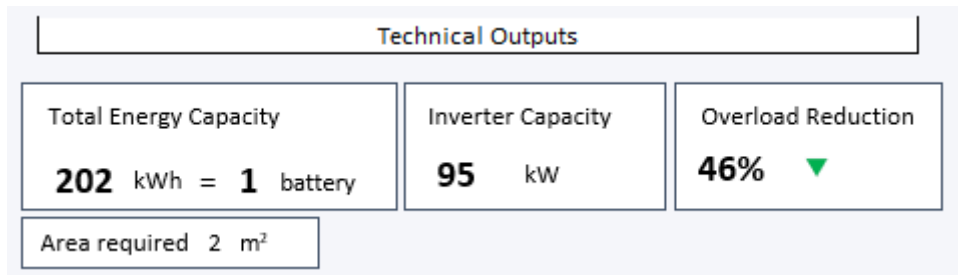 Technical Outputs
Total Energy Capacity
202 kWh = 1 battery
Inverter Capacity
95 kW
Overload Reduction
46%
Area required 2 m²